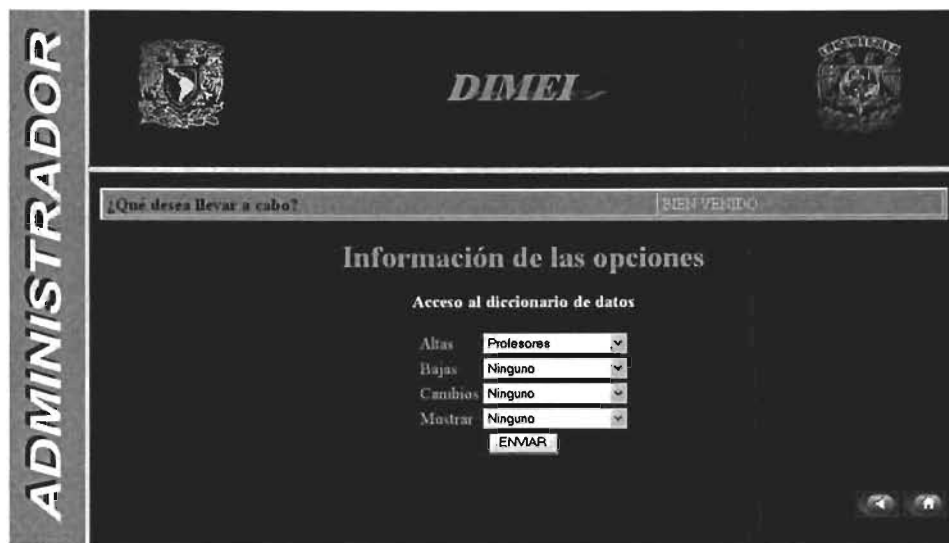 ADMINISTRADOR
DIMEI
¿Qué desea llevar a cabo?
BIEN VENIDO
Información de las opciones
Acceso al diccionario de datos
Altas Profesores
Bajas Ninguno
Cambios Ninguno
Mostrar Ninguno
ENVIAR